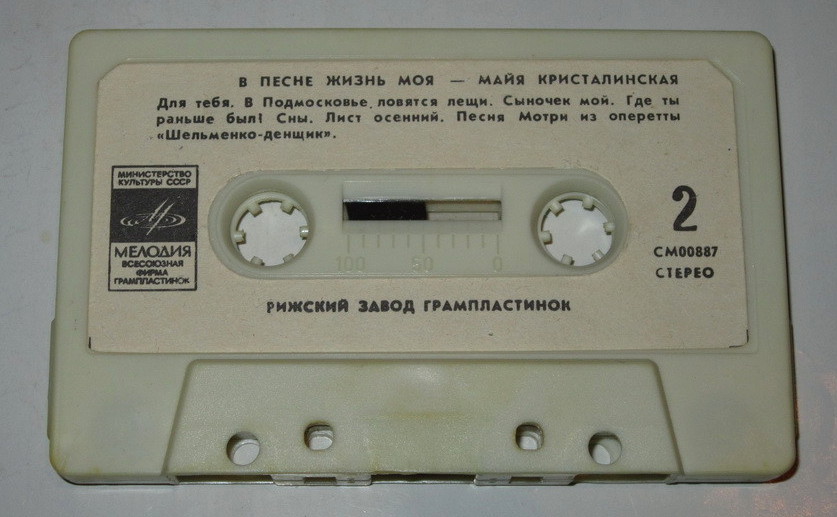 В ПЕСНЕ ЖИЗНЬ МОЯ — МАЙЯ КРИСТАЛИНСКАЯ
Для тебя. В Подмосковье ловятся лещи. Сыночек мой. Где ты
раньше был! Сны. Лист осенний. Песня Мотри из оперетты
«Шельменко-денщик».
МИНИСТЕРСТВО
КУЛЬТУРЫ СССР
МЕЛОДИЯ
ВСЕСОЮЗНАЯ
ФИРМА
ГРАМПЛАСТИНОК
2
СМ00887
СТЕРЕО
100 50 0
РИЖСКИЙ ЗАВОД ГРАМПЛАСТИНОК